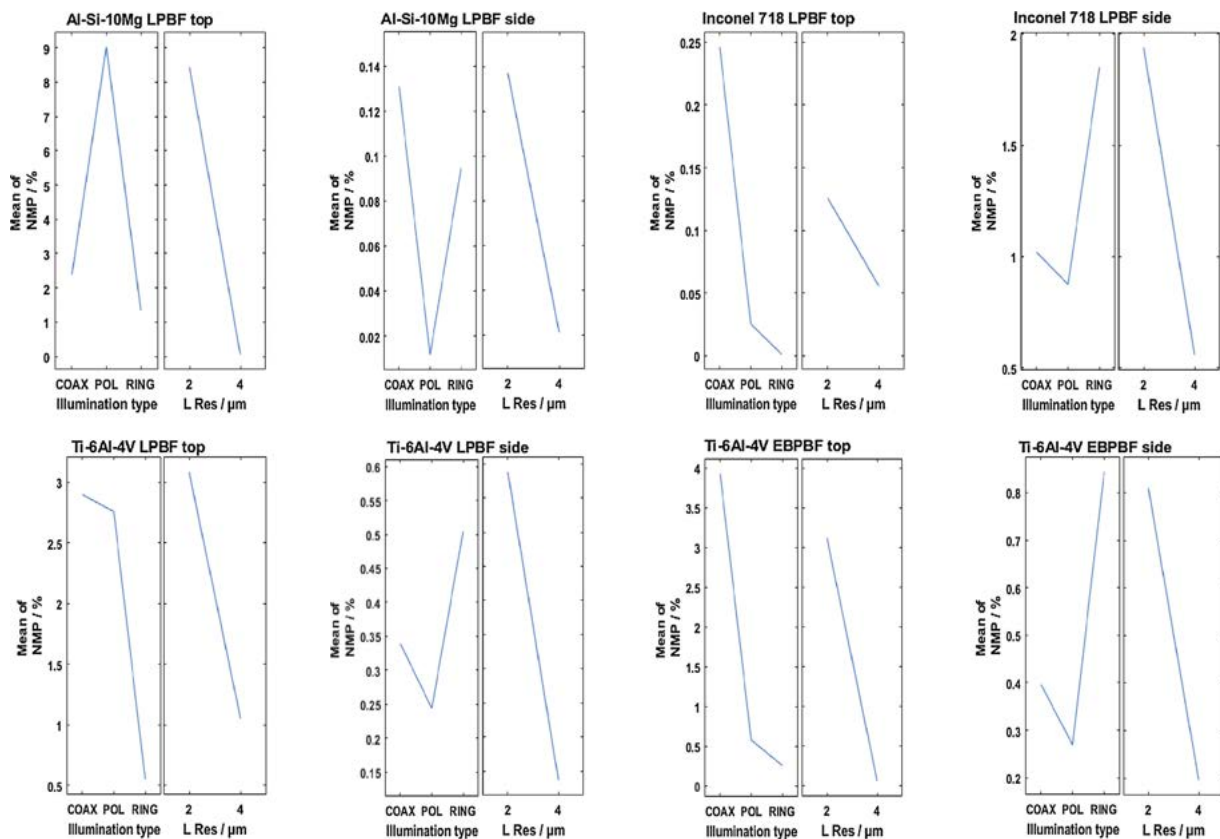 Al-Si-10Mg LPBF top
Mean of
NMP / %
9
8
7
6
5
4
3
2
1
0
COAX POL RING
2 4
Illumination type
L Res / µm
Al-Si-10Mg LPBF side
Mean of
NMP / %
0.14
0.12
0.1
0.08
0.06
0.04
0.02
COAX POL RING
2 4
Illumination type
L Res / µm
Inconel 718 LPBF top
Mean of
NMP / %
0.25
0.2
0.15
0.1
0.05
0
COAX POL RING
2 4
Illumination type
L Res / µm
Inconel 718 LPBF side
Mean of
NMP / %
2
1.5
1
0.5
COAX POL RING
2 4
Illumination type
L Res / µm
Ti-6Al-4V LPBF top
Mean of
NMP / %
3
2.5
2
1.5
1
0.5
COAX POL RING
2 4
Illumination type
L Res / µm
Ti-6Al-4V LPBF side
Mean of
NMP / %
0.6
0.55
0.5
0.45
0.4
0.35
0.3
0.25
0.2
0.15
COAX POL RING
2 4
Illumination type
L Res / µm
Ti-6Al-4V EBPBF top
Mean of
NMP / %
4
3.5
3
2.5
2
1.5
1
0.5
0
COAX POL RING
2 4
Illumination type
L Res / µm
Ti-6Al-4V EBPBF side
Mean of
NMP / %
0.8
0.7
0.6
0.5
0.4
0.3
0.2
COAX POL RING
2 4
Illumination type
L Res / µm